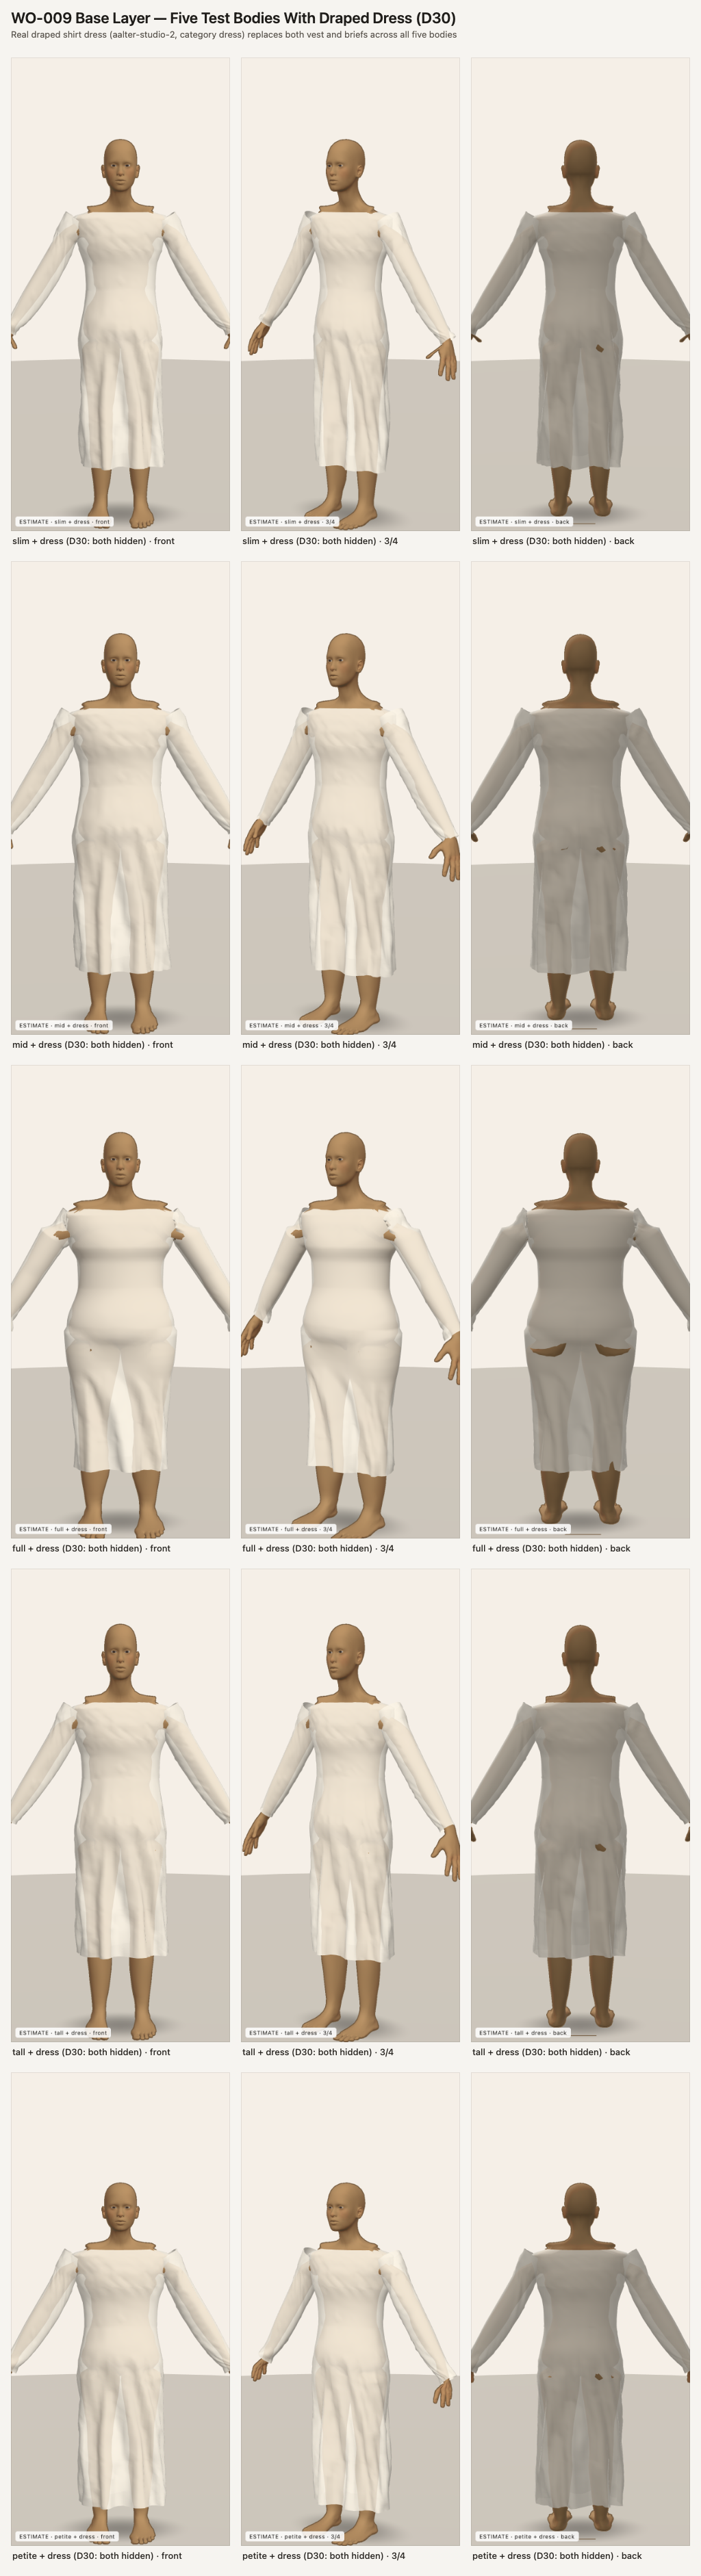 WO-009 Base Layer — Five Test Bodies With Draped Dress (D30)
Real draped shirt dress (aalter-studio-2, category dress) replaces both vest and briefs across all five bodies
ESTIMATE · slim + dress · front
ESTIMATE · slim + dress · 3/4
ESTIMATE · slim + dress · back
slim + dress (D30: both hidden) · front
slim + dress (D30: both hidden) · 3/4
slim + dress (D30: both hidden) · back
ESTIMATE · mid + dress · front
ESTIMATE · mid + dress · 3/4
ESTIMATE · mid + dress · back
mid + dress (D30: both hidden) · front
mid + dress (D30: both hidden) · 3/4
mid + dress (D30: both hidden) · back
ESTIMATE · full + dress · front
ESTIMATE · full + dress · 3/4
ESTIMATE · full + dress · back
full + dress (D30: both hidden) · front
full + dress (D30: both hidden) · 3/4
full + dress (D30: both hidden) · back
ESTIMATE · tall + dress · front
ESTIMATE · tall + dress · 3/4
ESTIMATE · tall + dress · back
tall + dress (D30: both hidden) · front
tall + dress (D30: both hidden) · 3/4
tall + dress (D30: both hidden) · back
ESTIMATE · petite + dress · front
ESTIMATE · petite + dress · 3/4
ESTIMATE · petite + dress · back
petite + dress (D30: both hidden) · front
petite + dress (D30: both hidden) · 3/4
petite + dress (D30: both hidden) · back